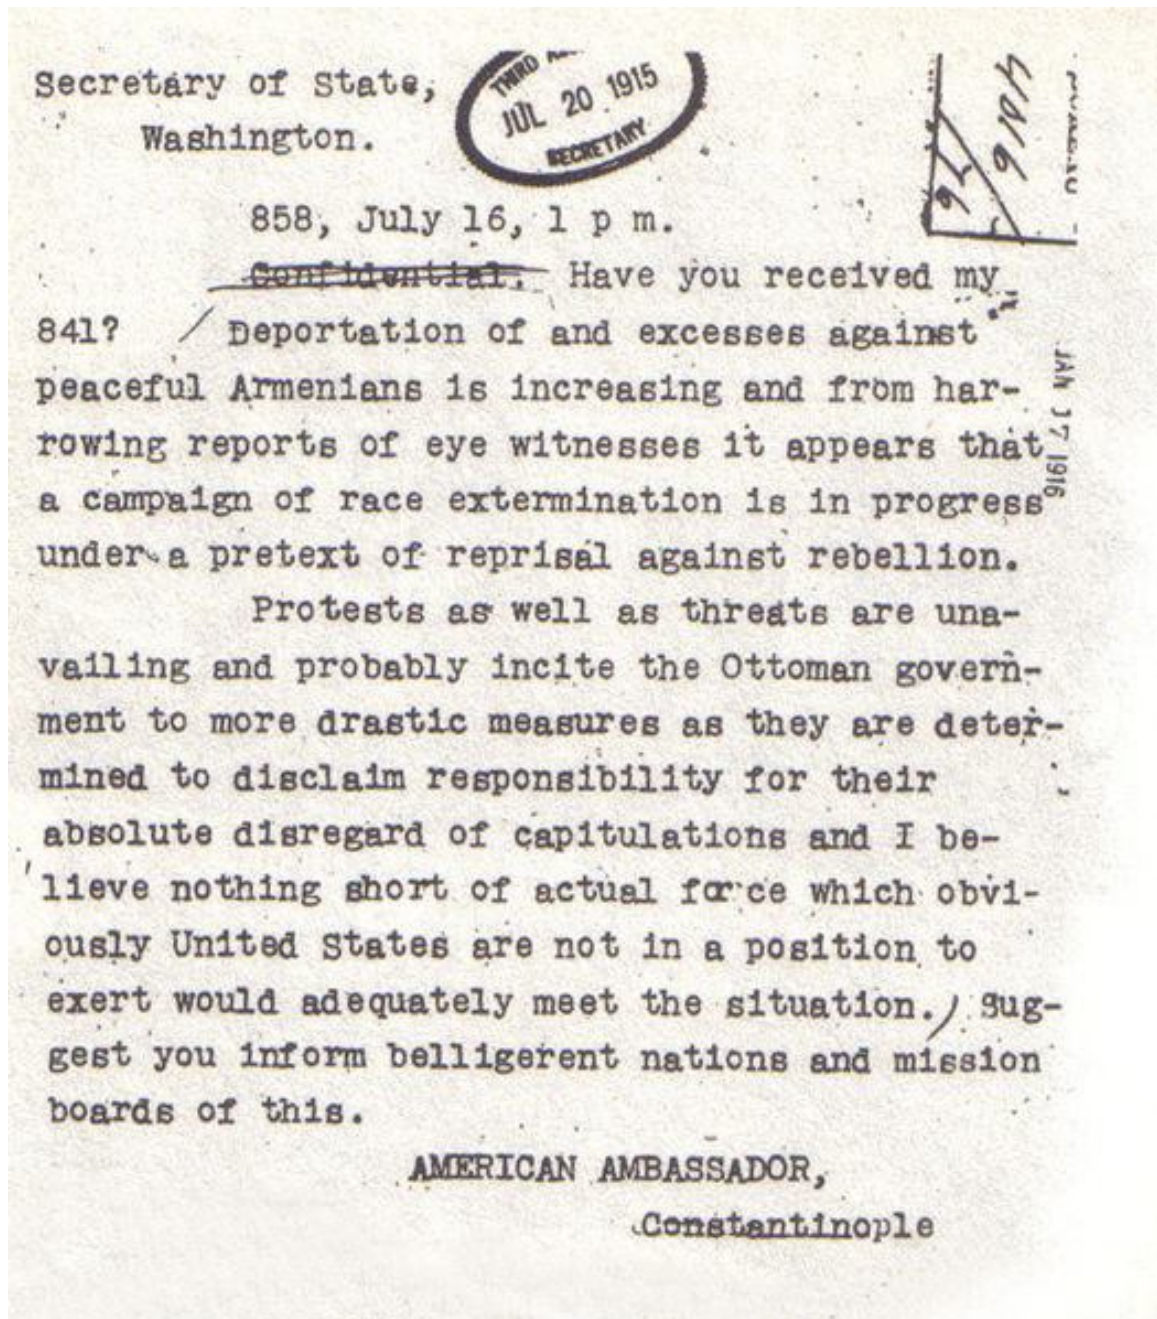 Secretary of State,
Washington.
THIRD
JUL 20 1915
SECRETARY
858, July 16, 1 p m.
Confidential. Have you received my
841? Deportation of and excesses against
peaceful Armenians is increasing and from har-
rowing reports of eye witnesses it appears that
a campaign of race extermination is in progress
under a pretext of reprisal against rebellion.
Protests as well as threats are una-
vailing and probably incite the Ottoman govern-
ment to more drastic measures as they are deter-
mined to disclaim responsibility for their
absolute disregard of capitulations and I be-
lieve nothing short of actual force which obvi-
ously United States are not in a position to
exert would adequately meet the situation. Sug-
gest you inform belligerent nations and mission
boards of this.
AMERICAN AMBASSADOR,
Constantinople
JAN 17 1916